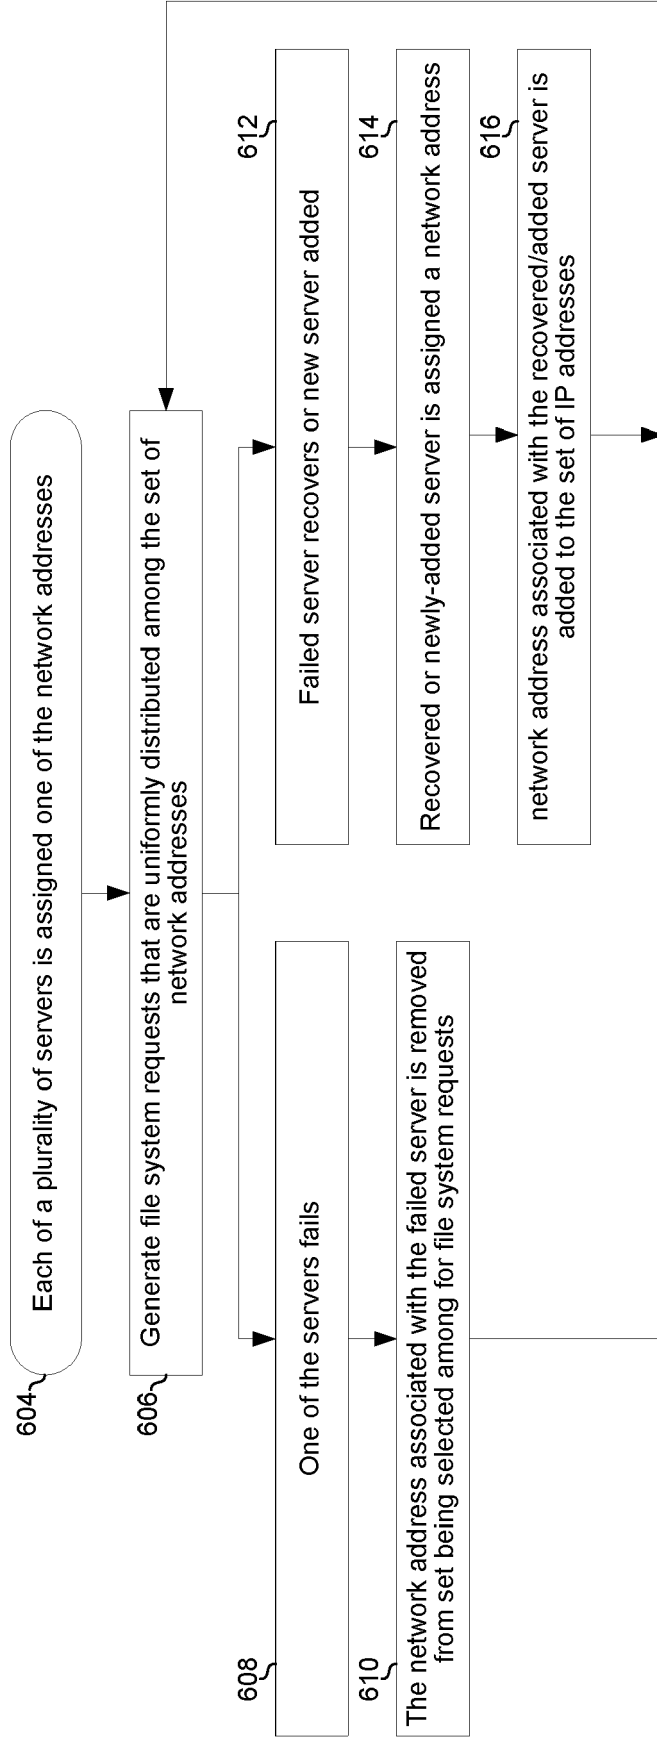 604
Each of a plurality of servers is assigned one of the network addresses
606
Generate file system requests that are uniformly distributed among the set of
network addresses
608
One of the servers fails
610
The network address associated with the failed server is removed
from set being selected among for file system requests
612
Failed server recovers or new server added
614
Recovered or newly-added server is assigned a network address
616
network address associated with the recovered/added server is
added to the set of IP addresses